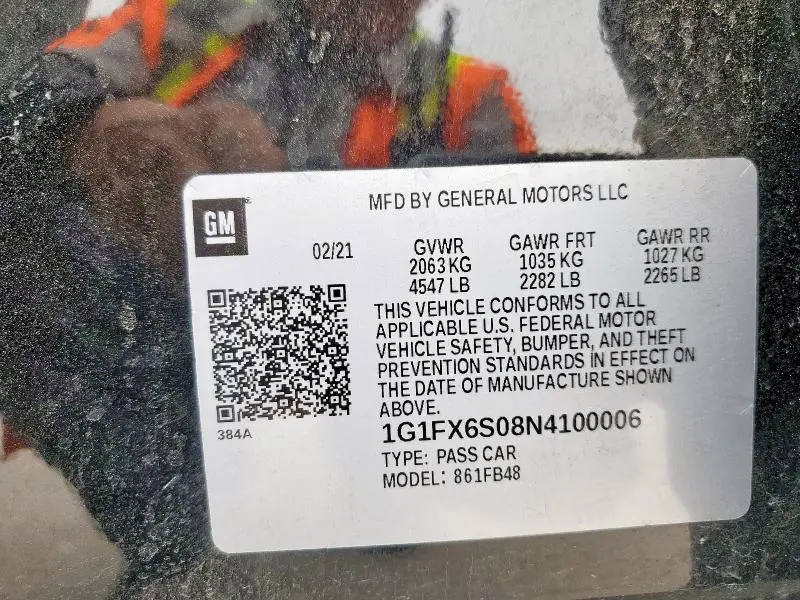 GM
MFD BY GENERAL MOTORS LLC
02/21
GVWR GAWR FRT GAWR RR
2063 KG 1035 KG 1027 KG
4547 LB 2282 LB 2265 LB
THIS VEHICLE CONFORMS TO ALL
APPLICABLE U.S. FEDERAL MOTOR
VEHICLE SAFETY, BUMPER, AND THEFT
PREVENTION STANDARDS IN EFFECT ON
THE DATE OF MANUFACTURE SHOWN
ABOVE.
384A
1G1FX6S08N4100006
TYPE: PASS CAR
MODEL: 861FB48